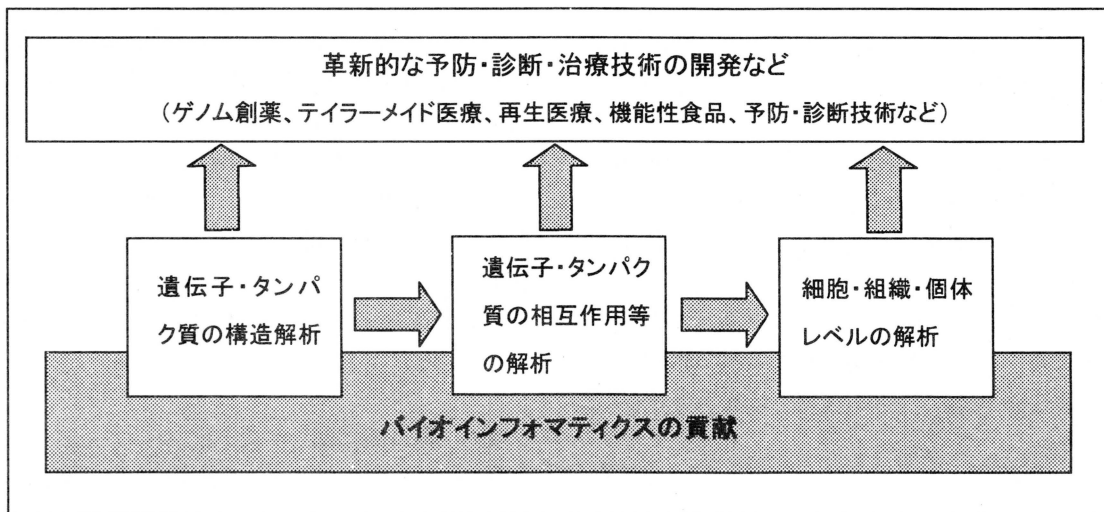 革新的な予防・診断・治療技術の開発など
（ゲノム創薬、テイラーメイド医療、再生医療、機能性食品、予防・診断技術など）
遺伝子・タンパ
ク質の構造解析
遺伝子・タンパク
質の相互作用等
の解析
細胞・組織・個体
レベルの解析
バイオインフォマティクスの貢献